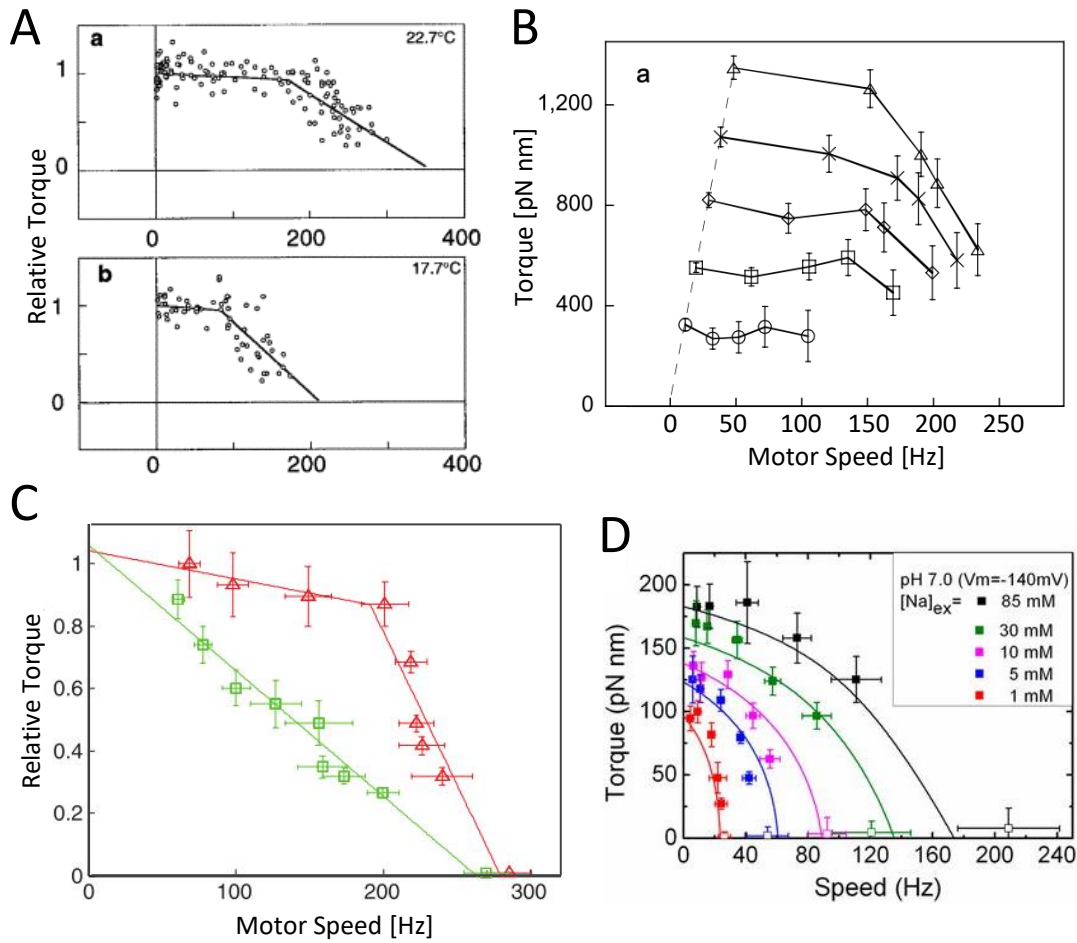 A
a
22.7°C
1
0
0
200
400
b
17.7°C
1
0
0
200
400
Relative Torque
B
a
1,200
800
400
0
0
50
100
150
200
250
Torque [pN nm]
Motor Speed [Hz]
C
1
0.8
0.6
0.4
0.2
0
0
100
200
300
Relative Torque
Motor Speed [Hz]
D
pH 7.0 (Vm=-140mV)
[Na]ex=
85 mM
30 mM
10 mM
5 mM
1 mM
200
150
100
50
0
0
40
80
120
160
200
240
Torque (pN nm)
Speed (Hz)